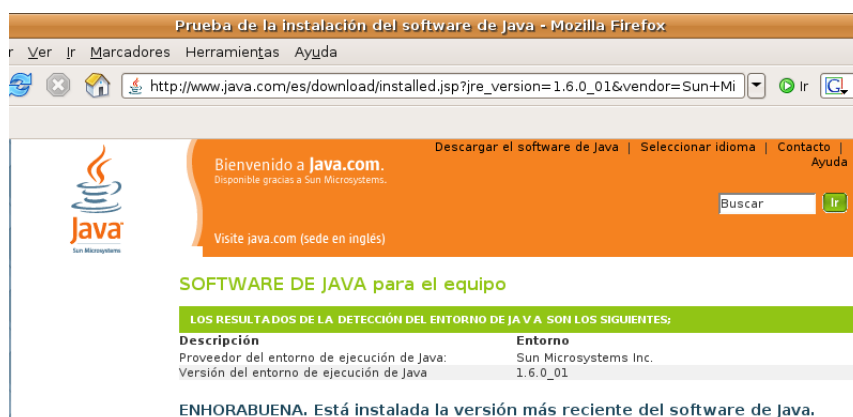 Prueba de la instalación del software de Java - Mozilla Firefox
r Ver Ir Marcadores Herramientas Ayuda
http://www.java.com/es/download/installed.jsp?jre_version=1.6.0_01&vendor=Sun+Mi Ir G
Descargar el software de Java | Seleccionar idioma | Contacto |
Ayuda
Bienvenido a Java.com.
Disponible gracias a Sun Microsystems.
Buscar Ir
Java
Sun Microsystems
Visite java.com (sede en inglés)
SOFTWARE DE JAVA para el equipo
LOS RESULTADOS DE LA DETECCIÓN DEL ENTORNO DE JAVA SON LOS SIGUIENTES;
Descripción Entorno
Proveedor del entorno de ejecución de Java: Sun Microsystems Inc.
Versión del entorno de ejecución de Java 1.6.0_01
ENHORABUENA. Está instalada la versión más reciente del software de Java.